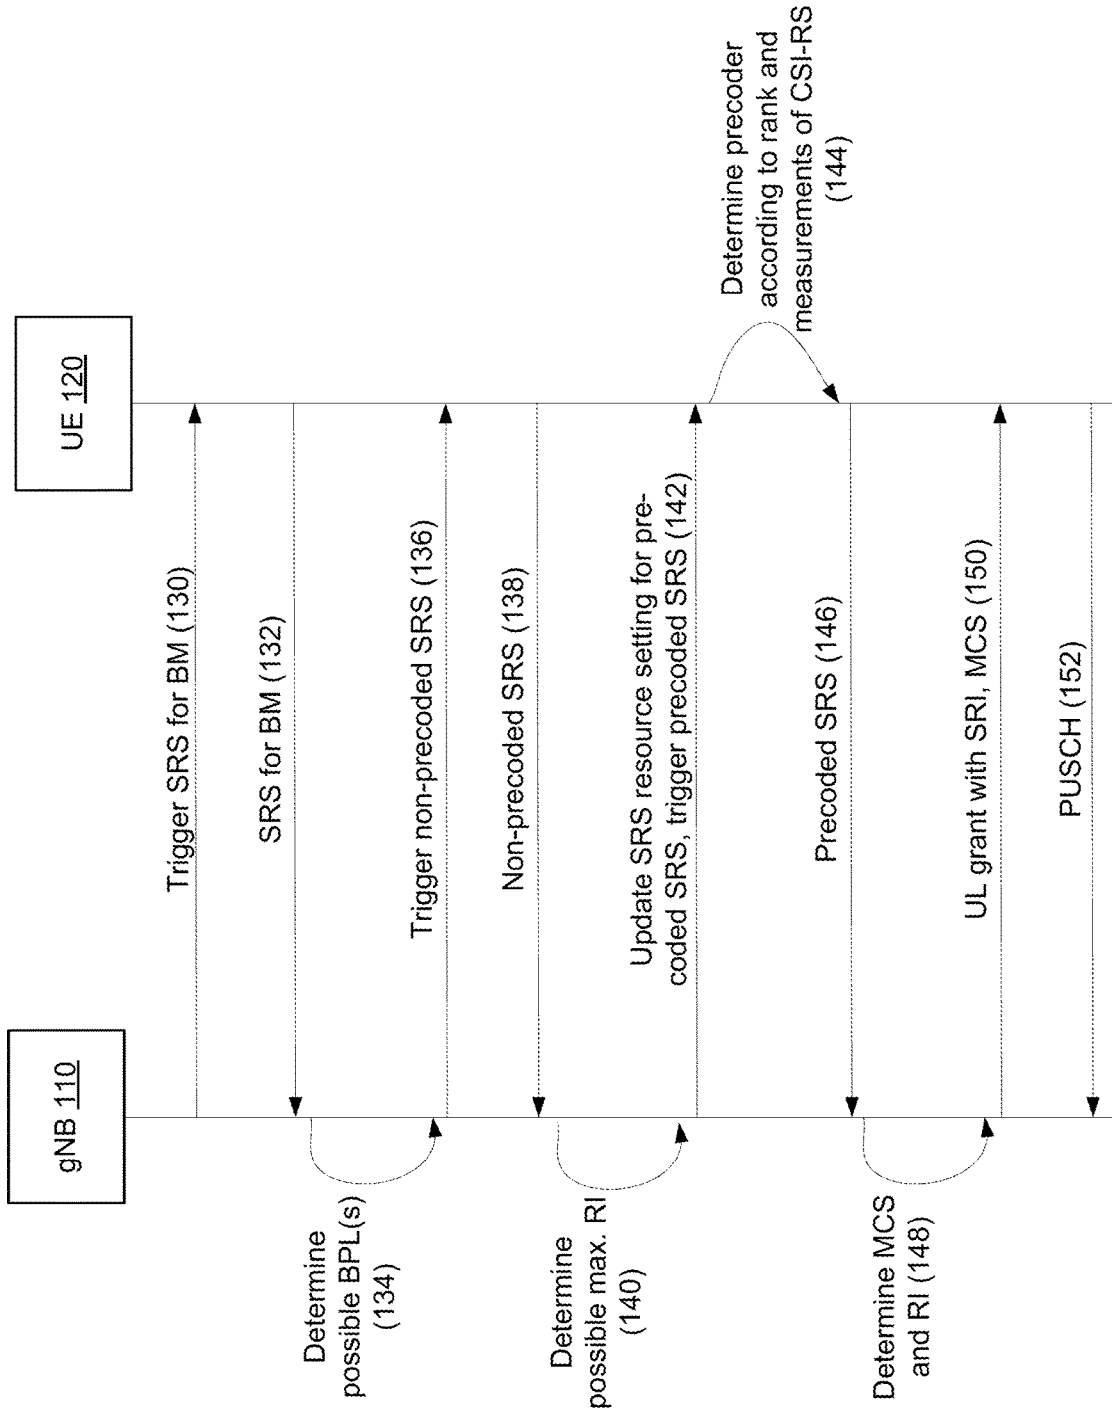 gNB 110
UE 120
Trigger SRS for BM (130)
SRS for BM (132)
Determine
possible BPL(s)
(134)
Trigger non-precoded SRS (136)
Non-precoded SRS (138)
Determine
possible max. RI
(140)
Update SRS resource setting for pre-
coded SRS, trigger precoded SRS (142)
Determine precoder
according to rank and
measurements of CSI-RS
(144)
Precoded SRS (146)
Determine MCS
and RI (148)
UL grant with SRI, MCS (150)
PUSCH (152)